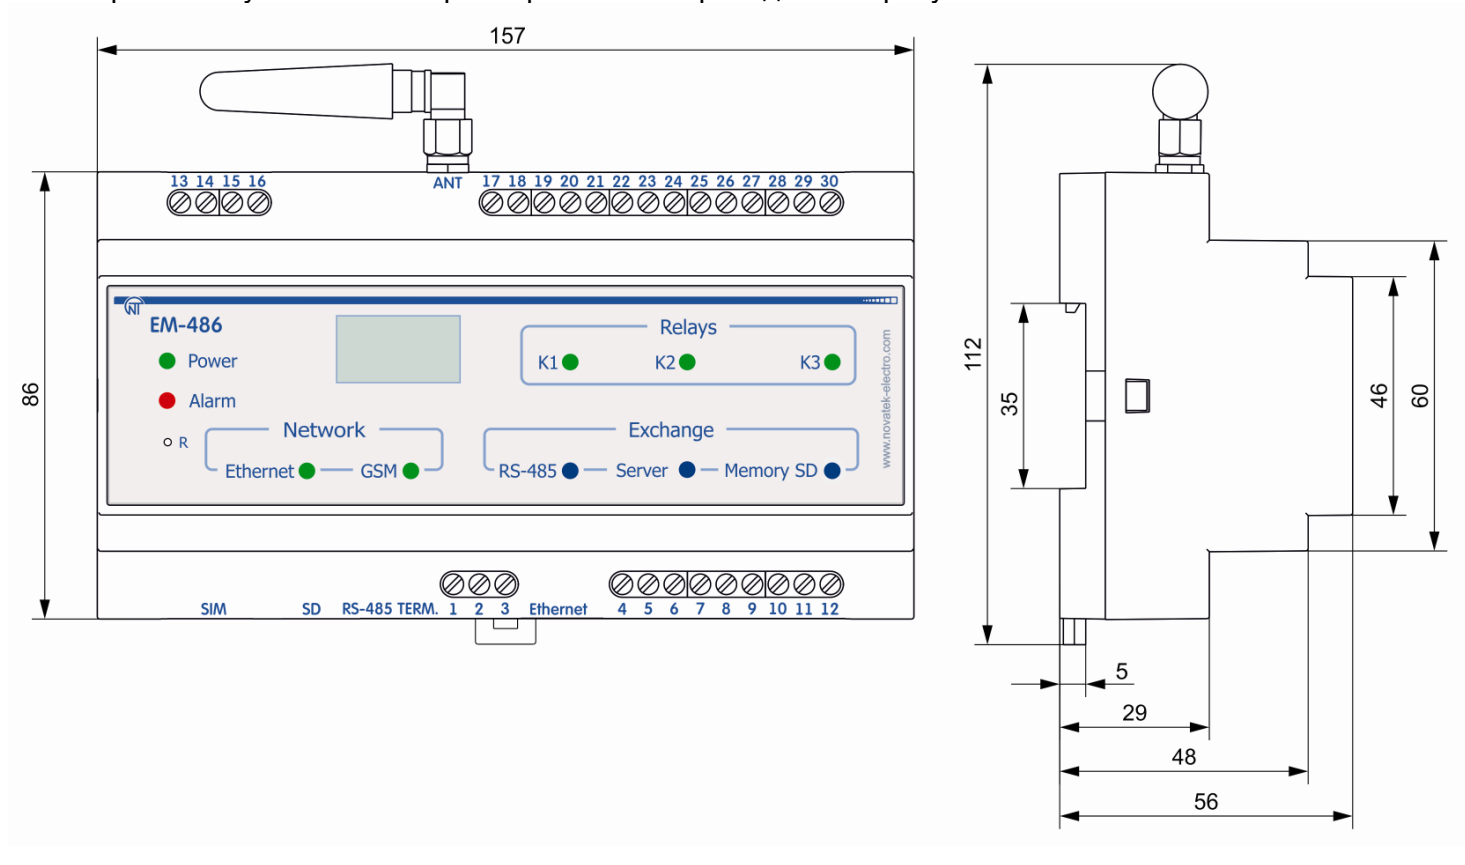 157
13 14 15 16 ANT 17 18 19 20 21 22 23 24 25 26 27 28 29 30
NT
EM-486
Power
Alarm
R
Network
Ethernet GSM
Relays
K1 K2 K3
Exchange
RS-485 Server Memory SD
www.novatek-electro.com
86
SIM SD RS-485 TERM. 1 2 3 Ethernet 4 5 6 7 8 9 10 11 12
112
35
46
60
5
29
48
56